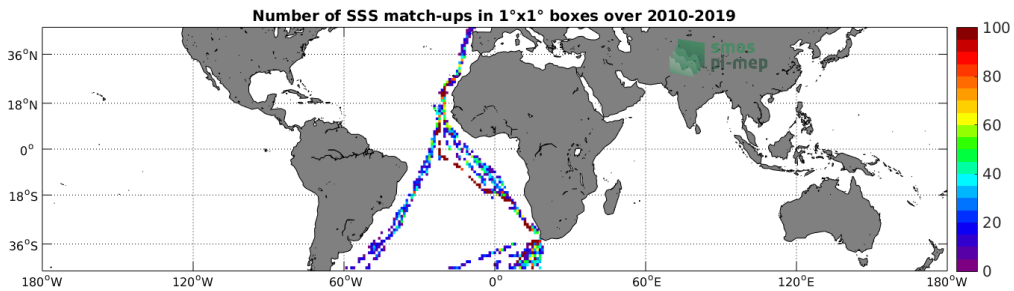 Number of SSS match-ups in 1°x1° boxes over 2010-2019
smos
pi-mep
36°N
18°N
0°
18°S
36°S
180°W 120°W 60°W 0° 60°E 120°E 180°W
100
80
60
40
20
0